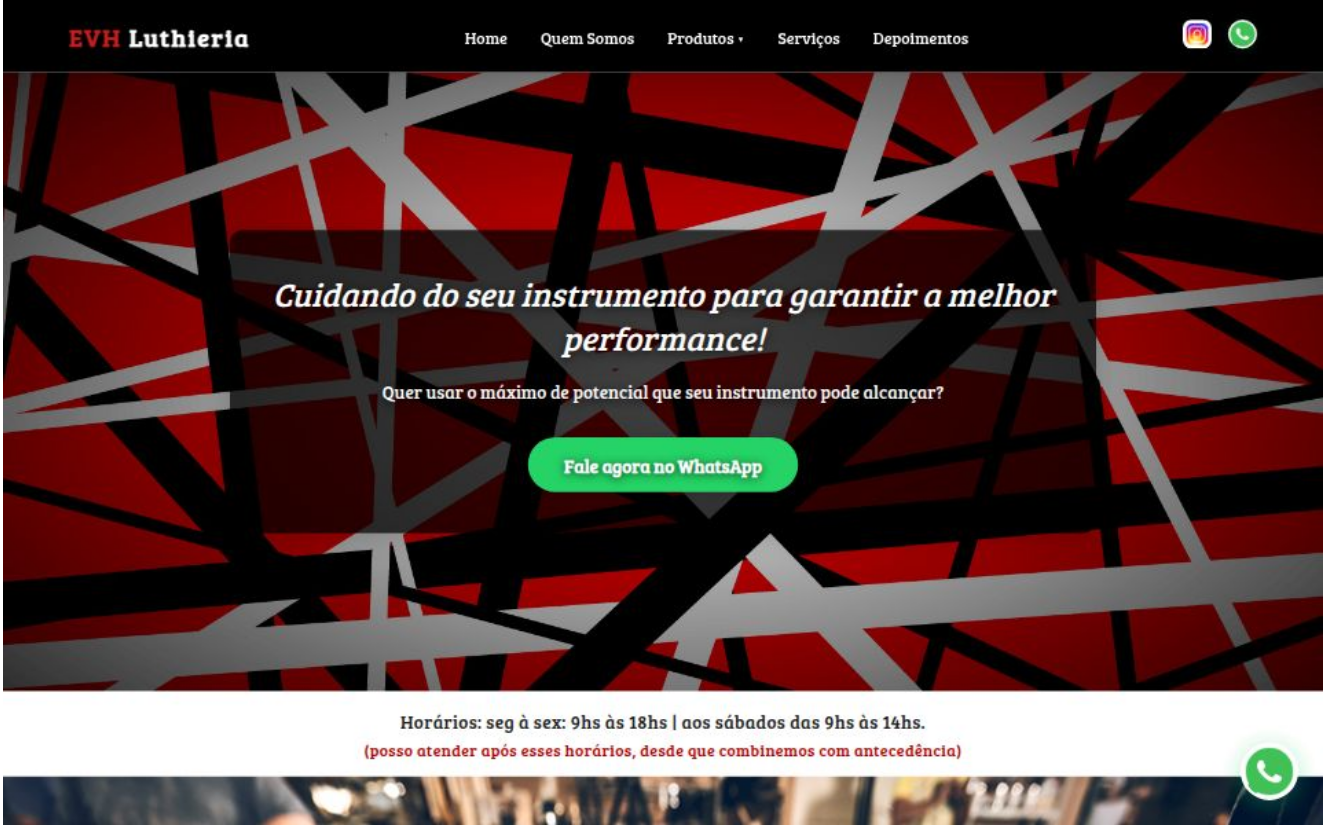 EVH Luthieria
Home Quem Somos Produtos ▾ Serviços Depoimentos
Cuidando do seu instrumento para garantir a melhor
performance!
Quer usar o máximo de potencial que seu instrumento pode alcançar?
Fale agora no WhatsApp
Horários: seg à sex: 9hs às 18hs | aos sábados das 9hs às 14hs.
(posso atender após esses horários, desde que combinemos com antecedência)